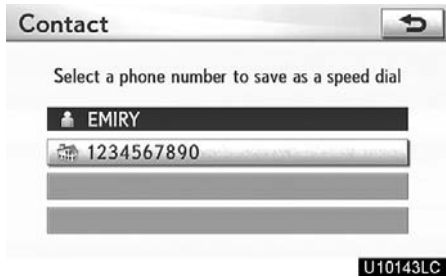 Contact
Select a phone number to save as a speed dial
EMIRY
1234567890
U10143LC